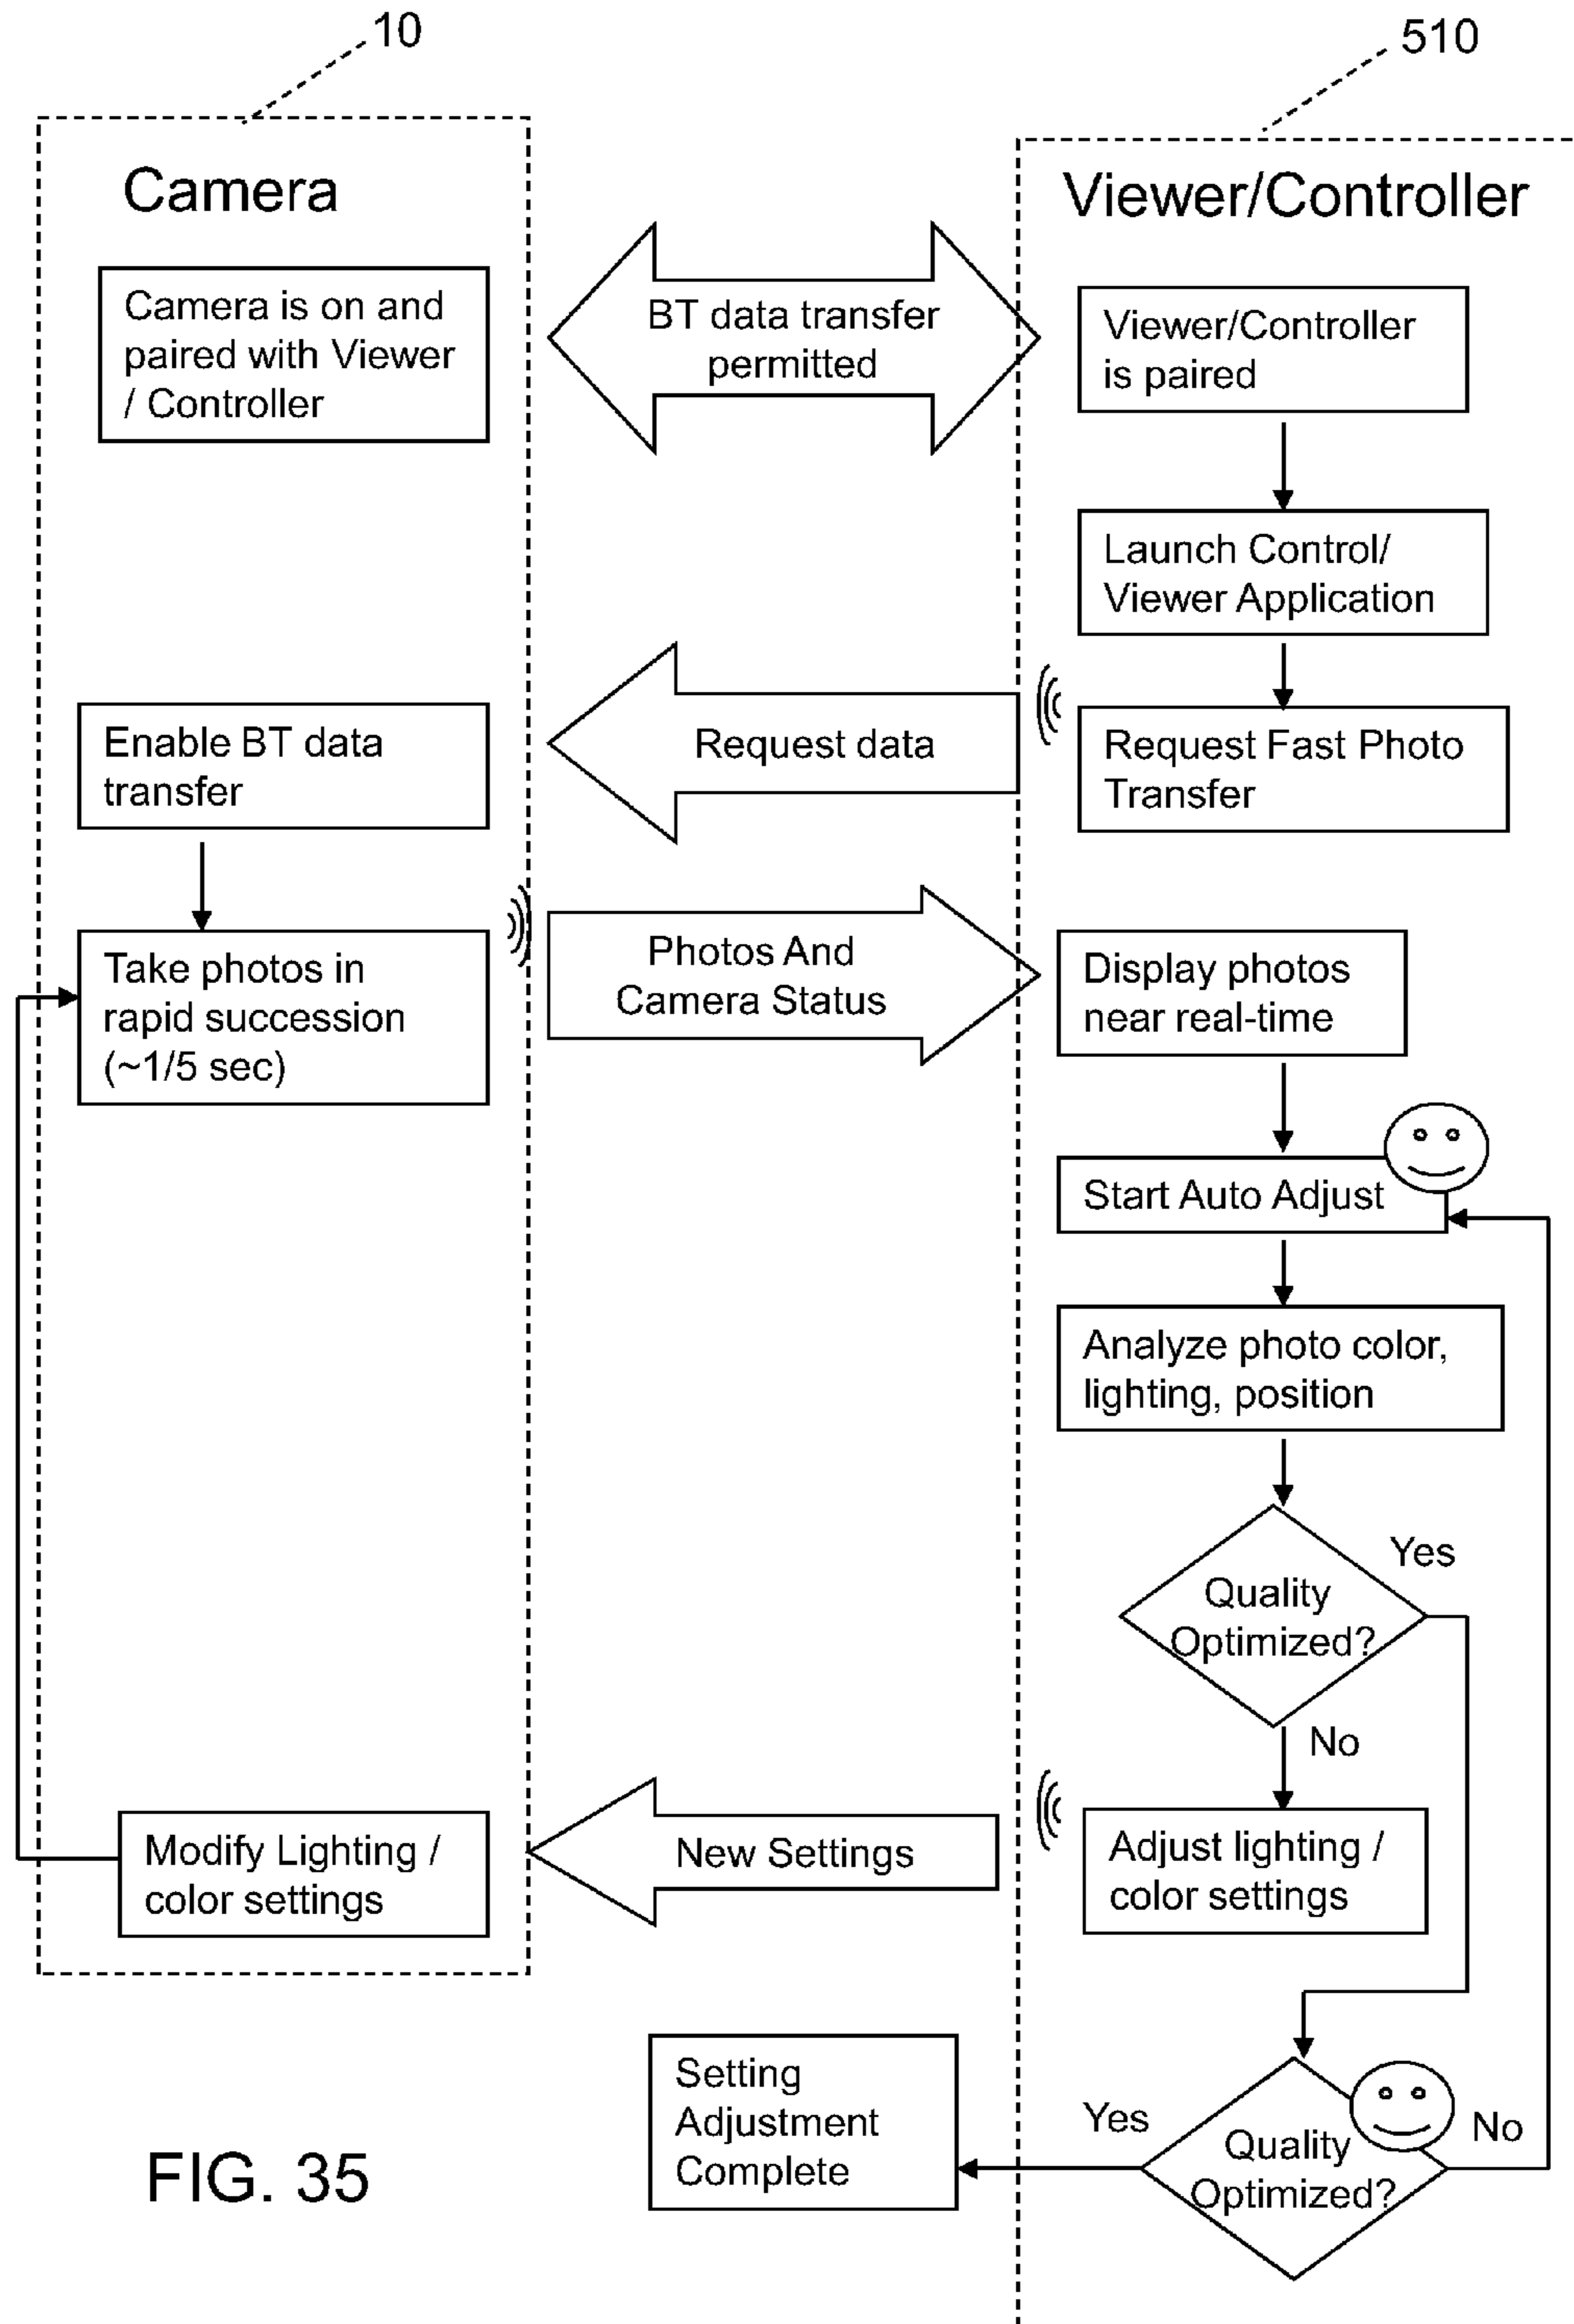 10
510
Camera
Viewer/Controller
Camera is on and
paired with Viewer
/ Controller
BT data transfer
permitted
Viewer/Controller
is paired
Launch Control/
Viewer Application
Enable BT data
transfer
Request data
Request Fast Photo
Transfer
Take photos in
rapid succession
(~1/5 sec)
Photos And
Camera Status
Display photos
near real-time
Start Auto Adjust
Analyze photo color,
lighting, position
Quality
Optimized?
Yes
No
Modify Lighting /
color settings
New Settings
Adjust lighting /
color settings
Setting
Adjustment
Complete
Yes
Quality
Optimized?
No
FIG. 35